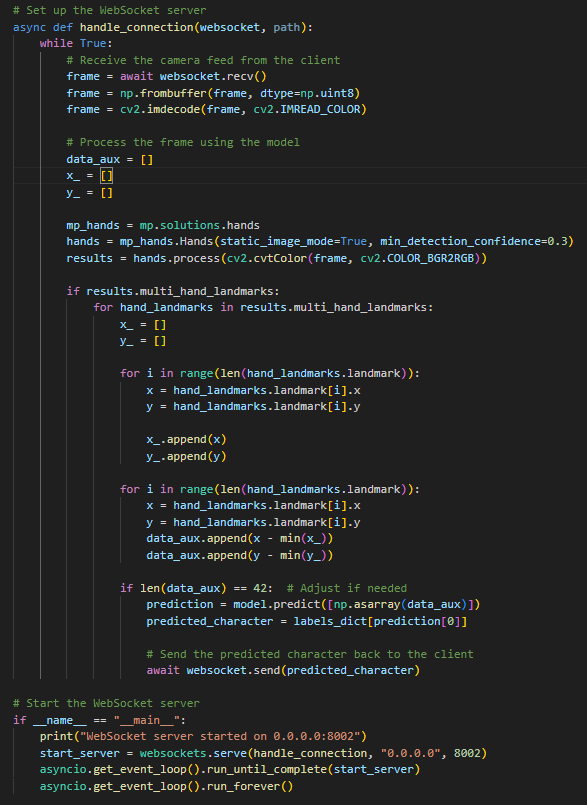 # Set up the WebSocket server
async def handle_connection(websocket, path):
    while True:
        # Receive the camera feed from the client
        frame = await websocket.recv()
        frame = np.frombuffer(frame, dtype=np.uint8)
        frame = cv2.imdecode(frame, cv2.IMREAD_COLOR)

        # Process the frame using the model
        data_aux = []
        x_ = []
        y_ = []

        mp_hands = mp.solutions.hands
        hands = mp_hands.Hands(static_image_mode=True, min_detection_confidence=0.3)
        results = hands.process(cv2.cvtColor(frame, cv2.COLOR_BGR2RGB))

        if results.multi_hand_landmarks:
            for hand_landmarks in results.multi_hand_landmarks:
                x_ = []
                y_ = []

                for i in range(len(hand_landmarks.landmark)):
                    x = hand_landmarks.landmark[i].x
                    y = hand_landmarks.landmark[i].y

                    x_.append(x)
                    y_.append(y)

                for i in range(len(hand_landmarks.landmark)):
                    x = hand_landmarks.landmark[i].x
                    y = hand_landmarks.landmark[i].y
                    data_aux.append(x - min(x_))
                    data_aux.append(y - min(y_))

                if len(data_aux) == 42:  # Adjust if needed
                    prediction = model.predict([np.asarray(data_aux)])
                    predicted_character = labels_dict[prediction[0]]

                    # Send the predicted character back to the client
                    await websocket.send(predicted_character)

# Start the WebSocket server
if __name__ == "__main__":
    print("WebSocket server started on 0.0.0.0:8002")
    start_server = websockets.serve(handle_connection, "0.0.0.0", 8002)
    asyncio.get_event_loop().run_until_complete(start_server)
    asyncio.get_event_loop().run_forever()